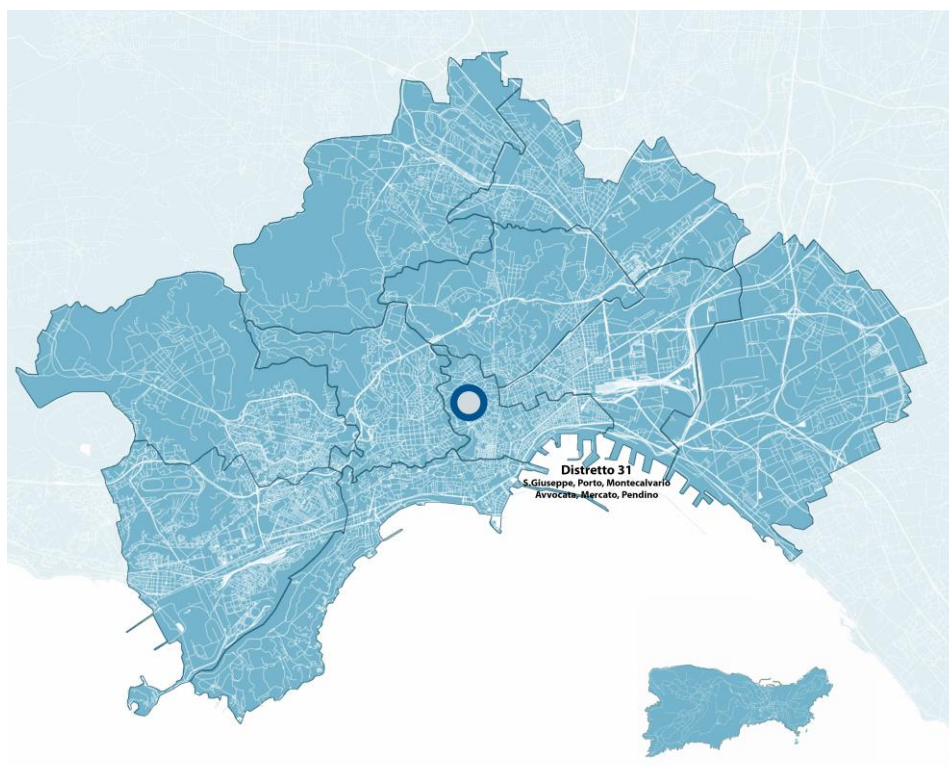 Distretto 31
S.Giuseppe, Porto, Montecalvario
Avvocata, Mercato, Pendino